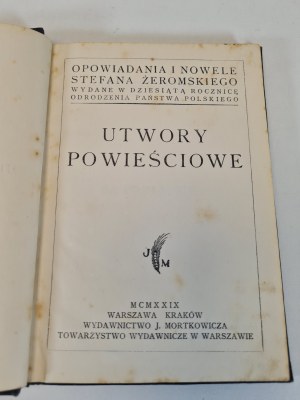 OPOWIADANIA I NOWELE
STEFANA ŻEROMSKIEGO
WYDANE W DZIESIĄTĄ ROCZNICĘ
ODRODZENIA PAŃSTWA POLSKIEGO
UTWORY
POWIEŚCIOWE
J M
MCMXXIX
WARSZAWA KRAKÓW
WYDAWNICTWO J. MORTKOWICZA
TOWARZYSTWO WYDAWNICZE W WARSZAWIE